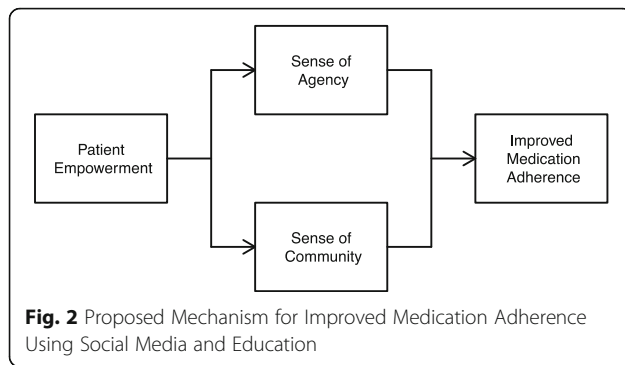 Sense of
Agency
Patient
Empowerment
Improved
Medication
Adherence
Sense of
Community
Fig. 2 Proposed Mechanism for Improved Medication Adherence
Using Social Media and Education